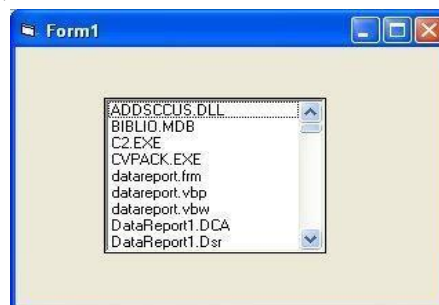 Form1
ADDSCCUS.DLL
BIBLIO.MDB
C2.EXE
CVPACK.EXE
datareport.frm
datareport.vbp
datareport.vbw
DataReport1.DCA
DataReport1.Dsr